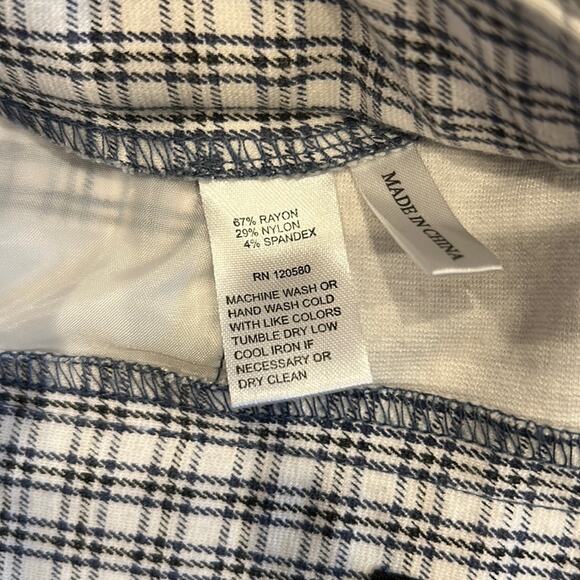 67% RAYON
29% NYLON
4% SPANDEX
RN 120580
MACHINE WASH OR
HAND WASH COLD
WITH LIKE COLORS
TUMBLE DRY LOW
COOL IRON IF
NECESSARY OR
DRY CLEAN
MADE IN CHINA